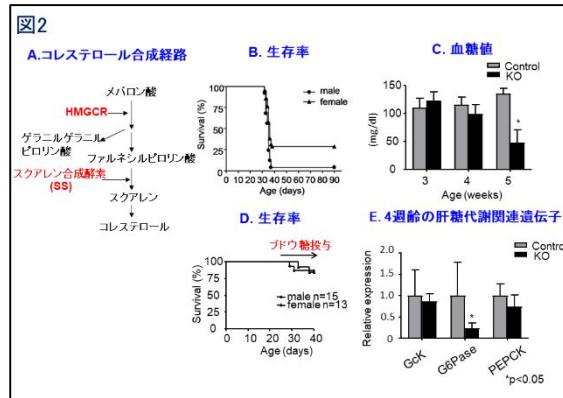 図2
A.コレステロール合成経路
メバロン酸
HMGCR
ゲラニルゲラニル
ピロリン酸
ファルネシルピロリン酸
スクアレン合成酵素
(SS)
スクアレン
コレステロール
B. 生存率
Survival (%)
100
75
50
25
0
male
female
0 10 20 30 40 50 60 70 80 90
Age (days)
C. 血糖値
Control
KO
(mg/dl)
150
100
50
0
*
3 4 5
Age (weeks)
D. 生存率
ブドウ糖投与
Survival (%)
100
75
50
25
0
male n=15
female n=13
0 10 20 30 40
Age (days)
E. 4週齢の肝糖代謝関連遺伝子
Control
KO
Relative expression
2.0
1.5
1.0
0.5
0.0
*
GcK
G6Pase
PEPCK
*p<0.05